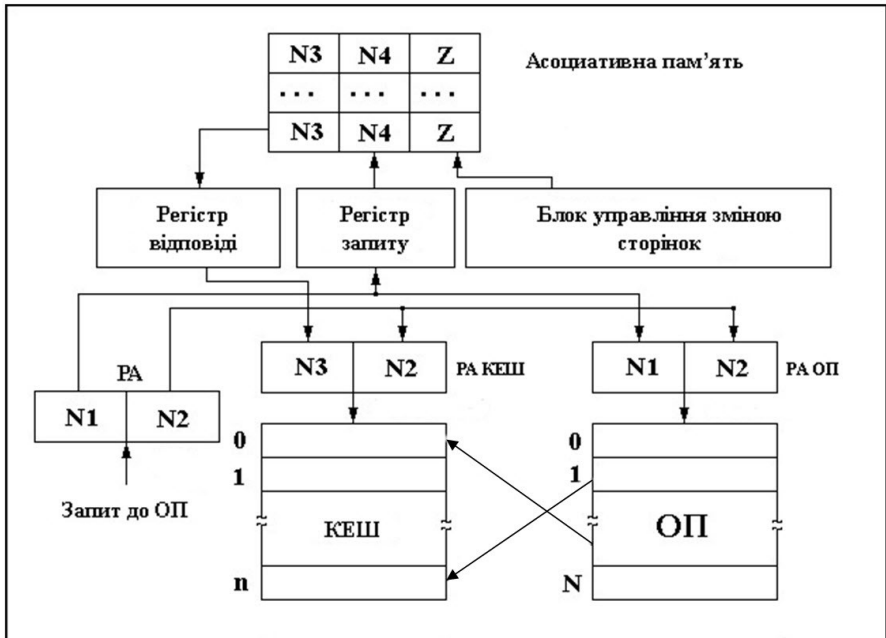 N3 N4 Z
Асоциативна пам’ять
... ... ...
N3 N4 Z
Регістр
відповіді
Регістр
запиту
Блок управління зміною
сторінок
РА
N1 N2
Запит до ОП
N3 N2
РА КЕШ
N1 N2
РА ОП
0
1
КЕШ
n
0
1
ОП
N